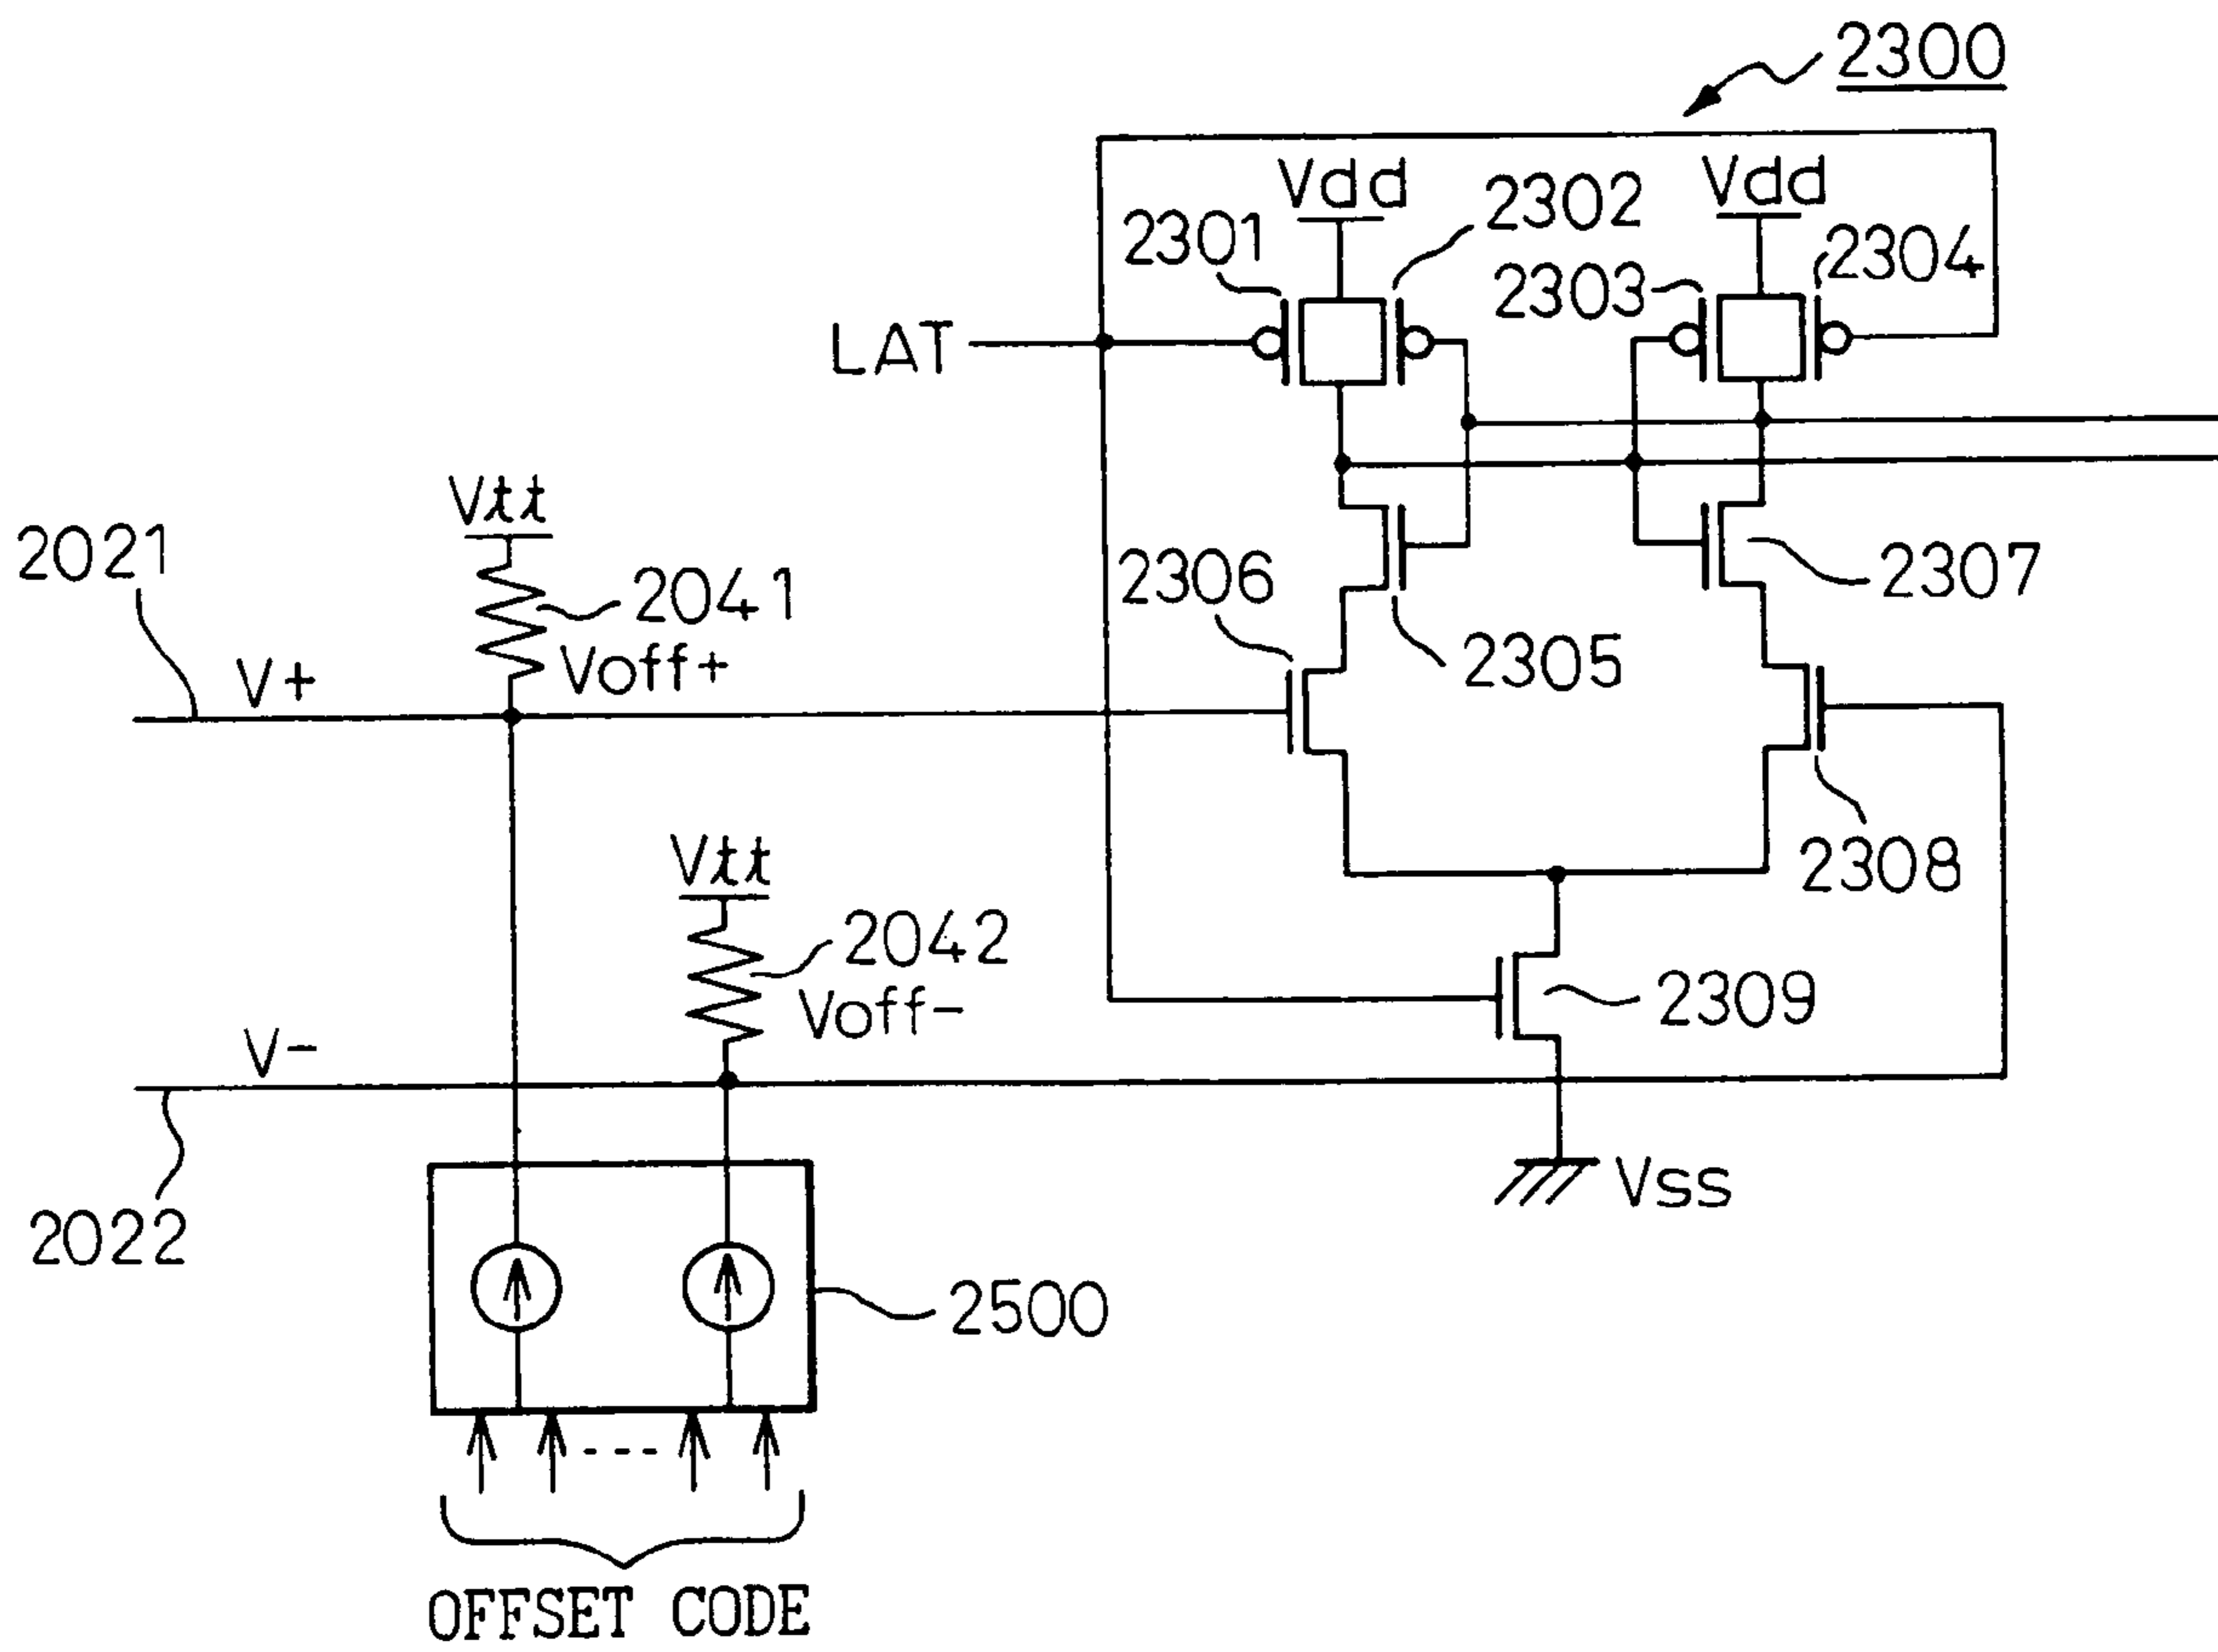 2300
Vdd
Vdd
2301
2302
2303
2304
LAT
Vtt
2021
2041
2306
2307
V+
Voff+
2305
Vtt
2308
2042
2309
Voff-
V-
Vss
2022
2500
---
OFFSET CODE